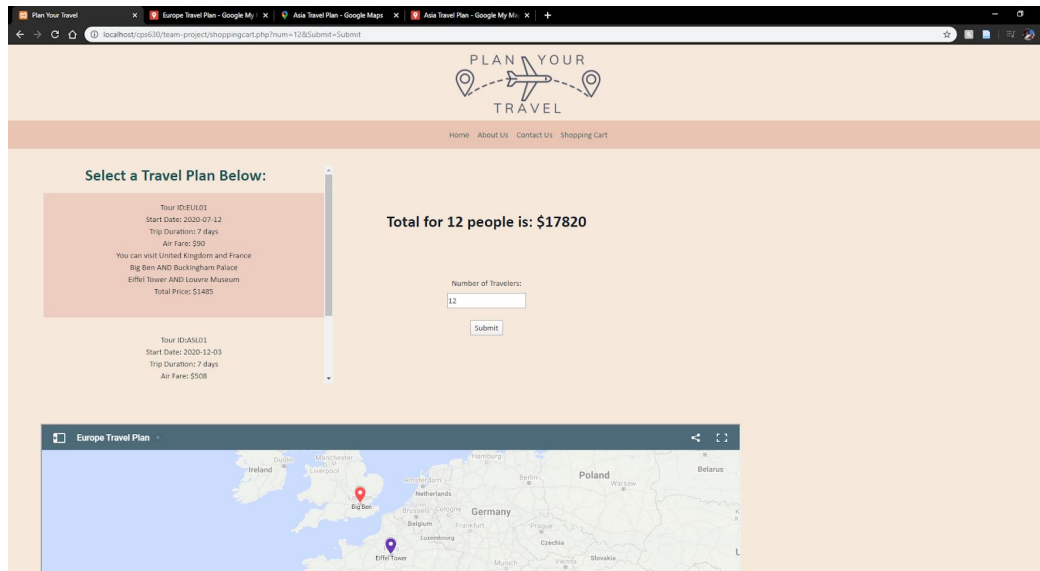 Plan Your Travel
Europe Travel Plan - Google My
Asia Travel Plan - Google Maps
Asia Travel Plan - Google My
localhost/cps630/team-project/shoppingcart.php?num=12&Submit=Submit
PLAN YOUR
TRAVEL
Home About Us Contact Us Shopping Cart
Select a Travel Plan Below:
Tour ID:EUL01
Start Date: 2020-07-12
Trip Duration: 7 days
Air Fare: $90
You can visit United Kingdom and France
Big Ben AND Buckingham Palace
Eiffel Tower AND Louvre Museum
Total Price: $1485
Tour ID:ASL01
Start Date: 2020-12-03
Trip Duration: 7 days
Air Fare: $508
Total for 12 people is: $17820
Number of Travelers:
12
Submit
Europe Travel Plan
Dublin
Manchester
Hamburg
Ireland
Liverpool
Poland
Belarus
Amsterdam
Berlin
Warsaw
Netherlands
Big Ben
Brussels
Cologne
Germany
Belgium
Frankfurt
Prague
Luxembourg
Czechia
Eiffel Tower
Munich
Vienna
Slovakia